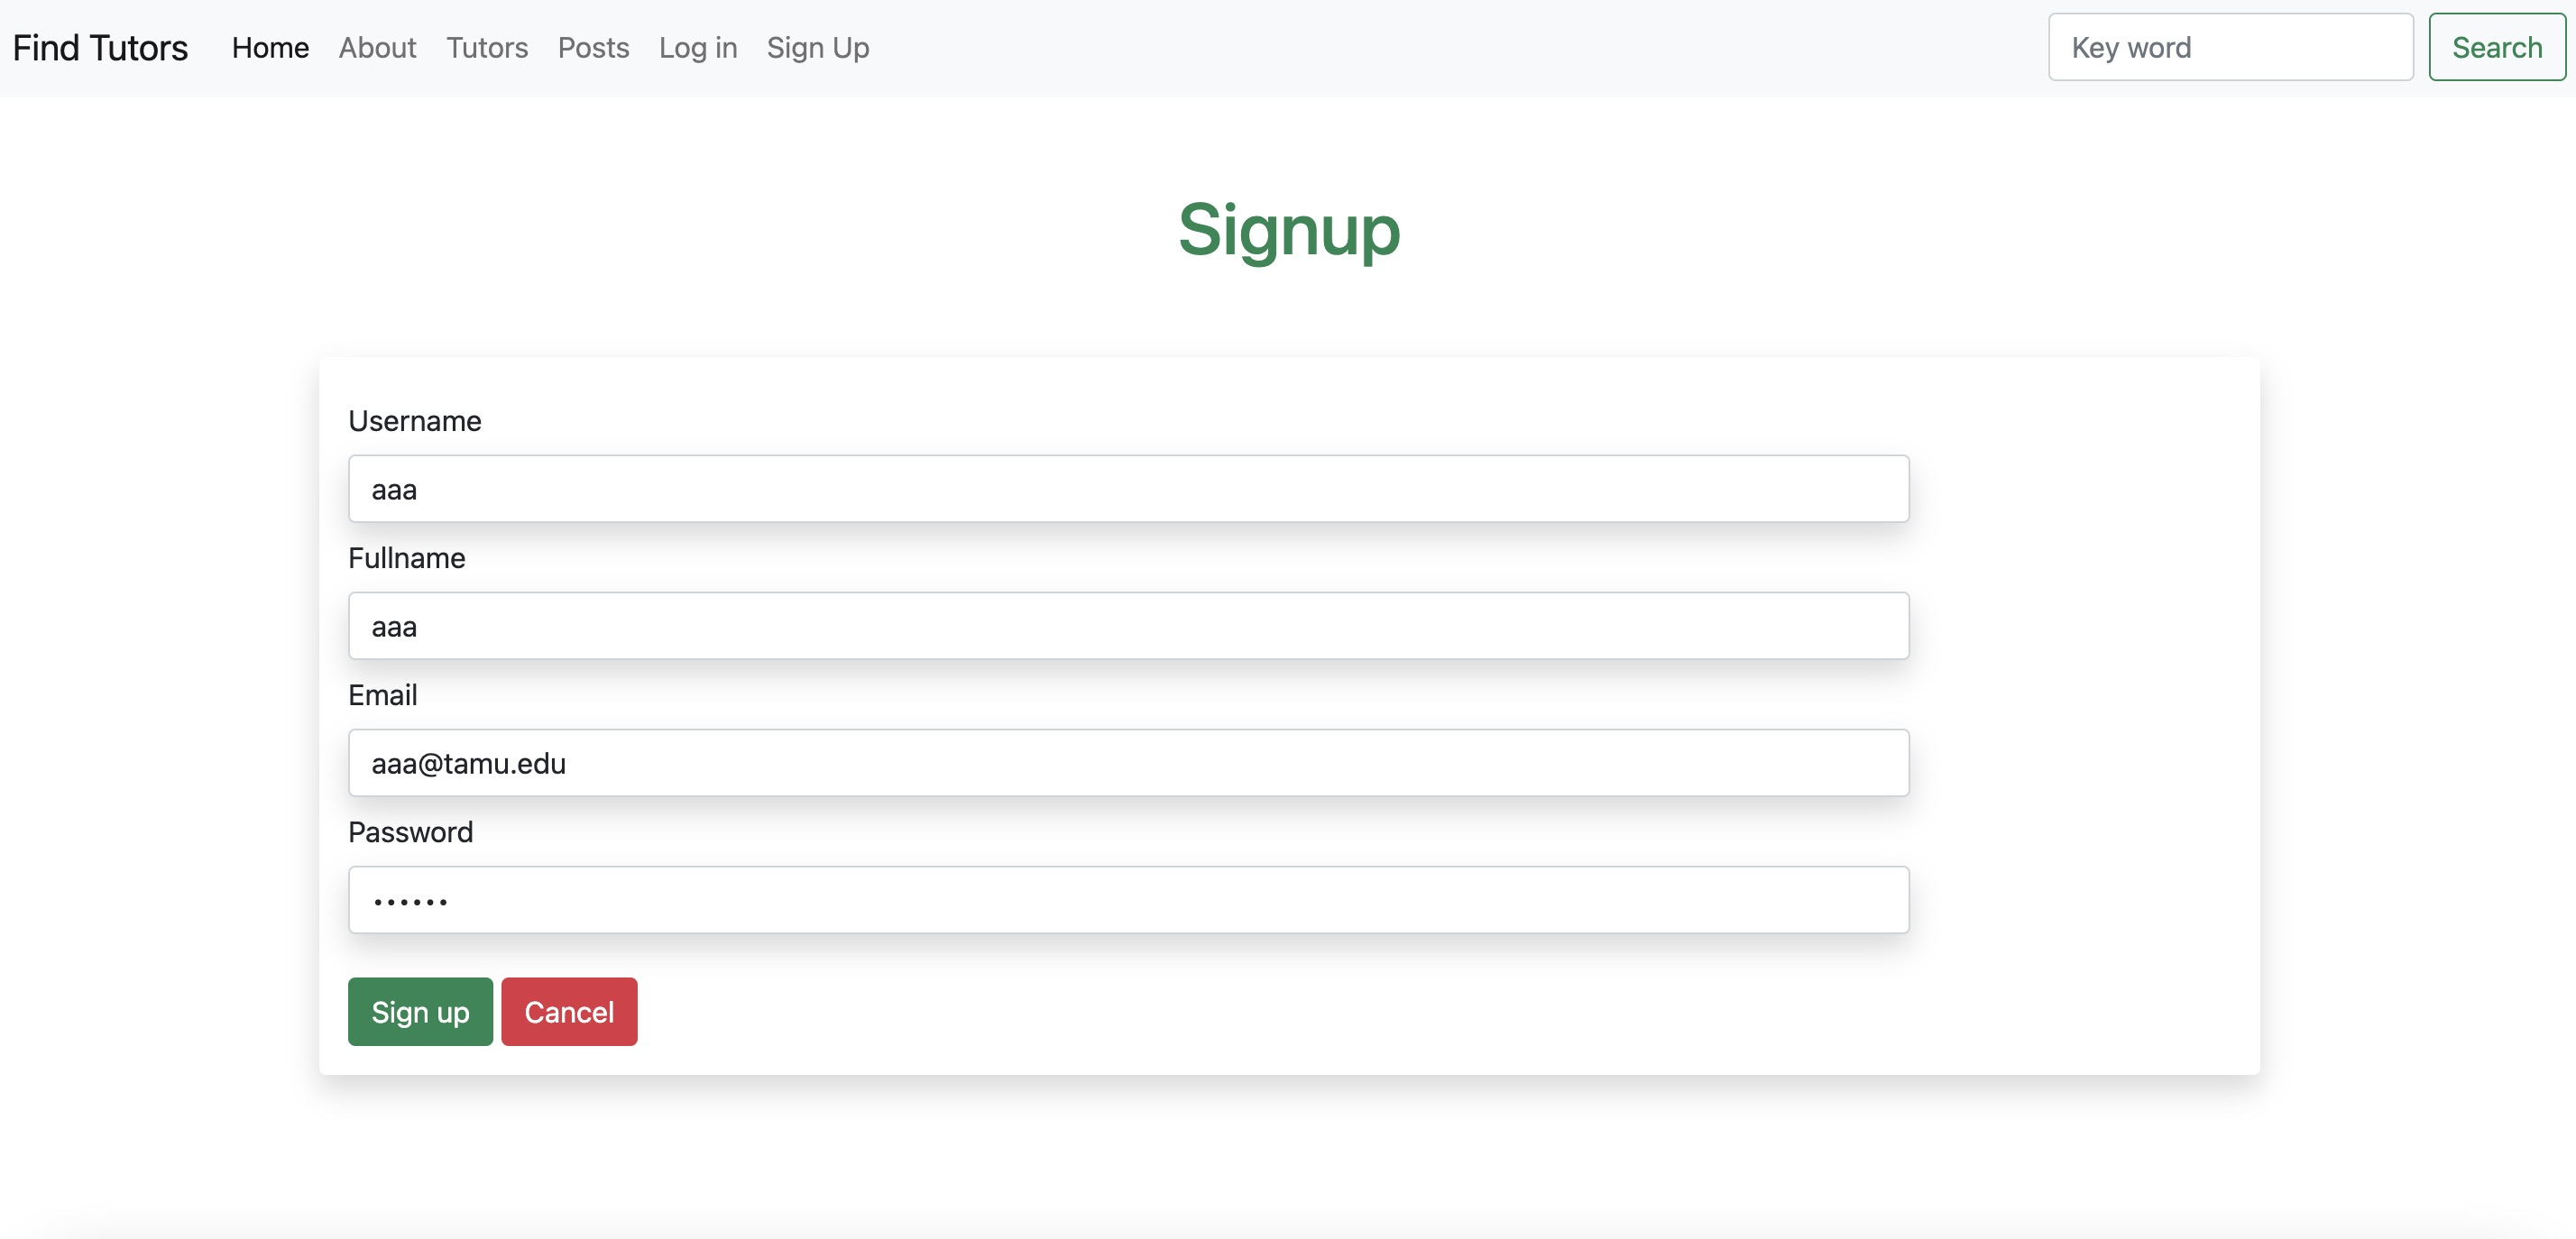 Find Tutors Home About Tutors Posts Log in Sign Up Key word Search
Signup
Username
aaa
Fullname
aaa
Email
aaa@tamu.edu
Password
••••••
Sign up Cancel